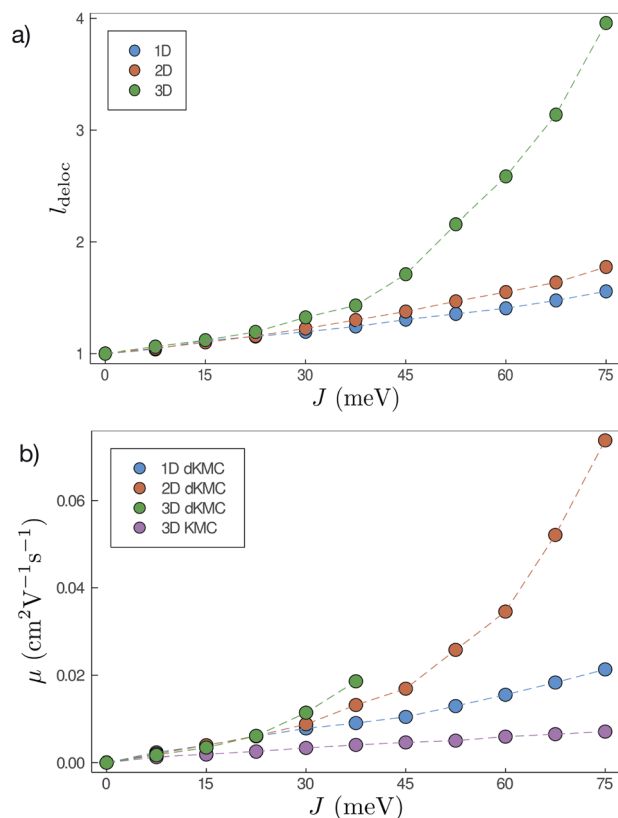 a)
1D
2D
3D
4
3
2
1
l_deloc
0
15
30
45
60
75
J (meV)
b)
1D dKMC
2D dKMC
3D dKMC
3D KMC
0.06
0.04
0.02
0.00
μ (cm²V⁻¹s⁻¹)
0
15
30
45
60
75
J (meV)